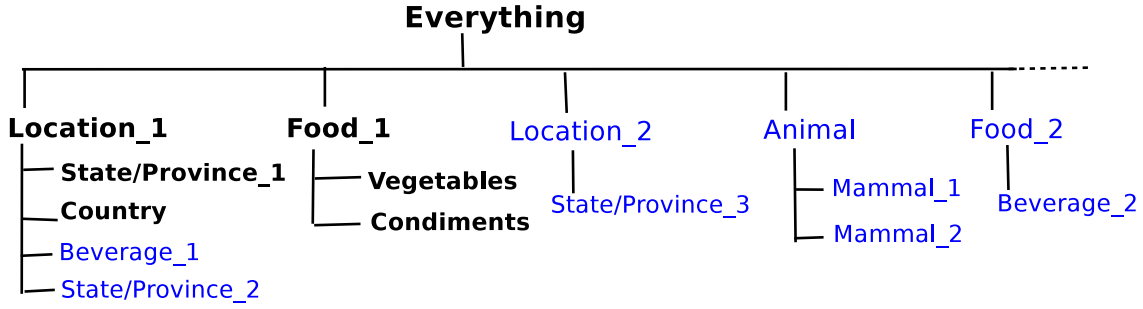 Everything
Location_1
Food_1
Location_2
Animal
Food_2
State/Province_1
Country
Beverage_1
State/Province_2
Vegetables
Condiments
State/Province_3
Mammal_1
Mammal_2
Beverage_2